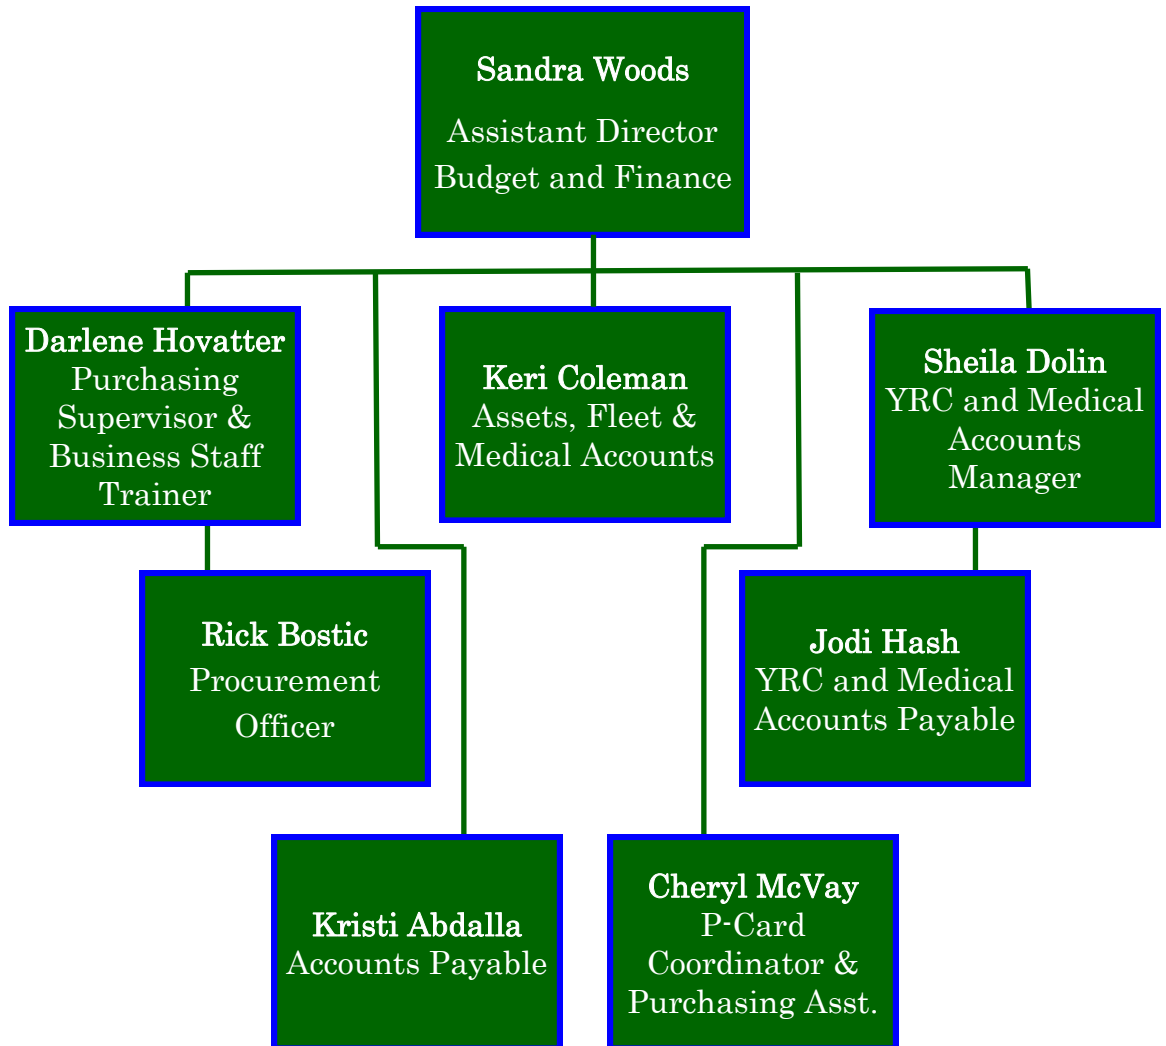 Sandra Woods
Assistant Director
Budget and Finance
Darlene Hovatter
Purchasing
Supervisor &
Business Staff
Trainer
Keri Coleman
Assets, Fleet &
Medical Accounts
Sheila Dolin
YRC and Medical
Accounts
Manager
Rick Bostic
Procurement
Officer
Jodi Hash
YRC and Medical
Accounts Payable
Kristi Abdalla
Accounts Payable
Cheryl McVay
P-Card
Coordinator &
Purchasing Asst.